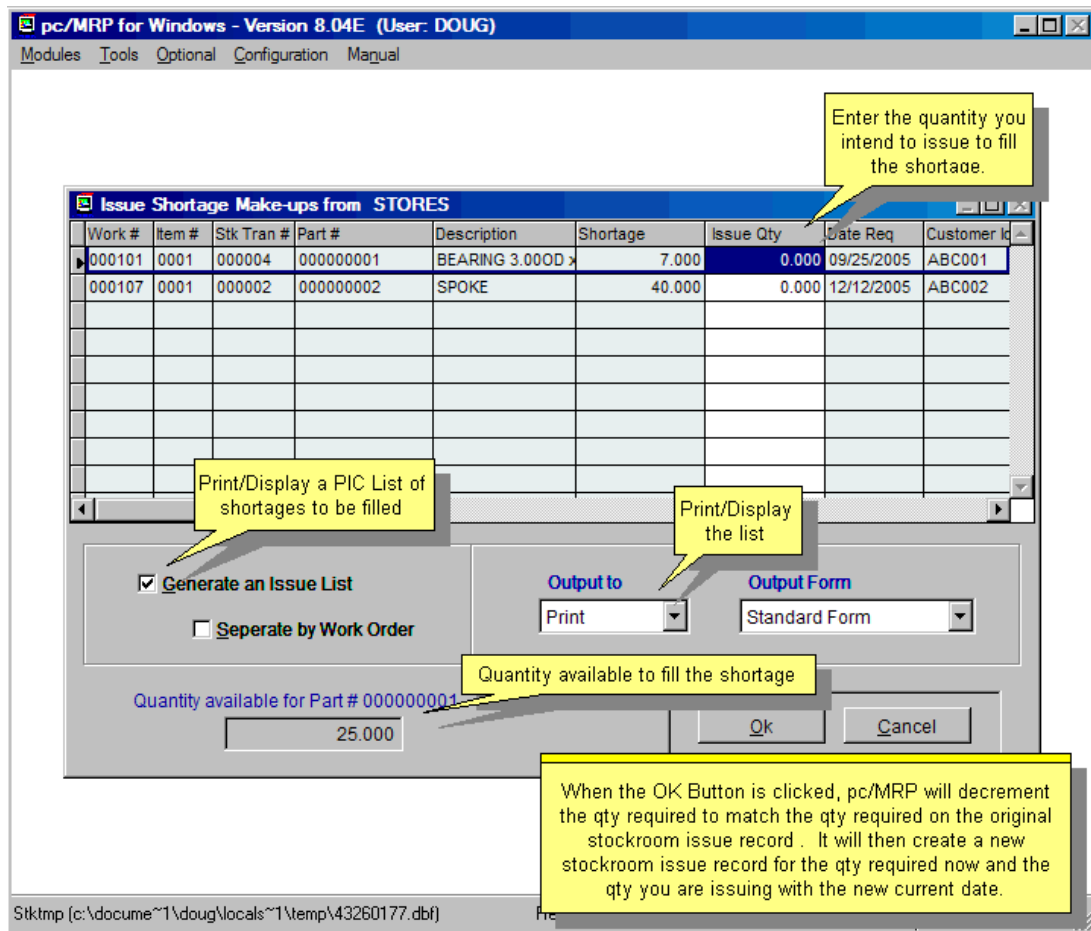 pc/MRP for Windows - Version 8.04E (User: DOUG)
Modules Tools Optional Configuration Manual
Enter the quantity you
intend to issue to fill
the shortage.
Issue Shortage Make-ups from STORES
Work # Item # Stk Tran # Part # Description Shortage Issue Qty Date Req Customer Id
000101 0001 000004 000000001 BEARING 3.00OD x 7.000 0.000 09/25/2005 ABC001
000107 0001 000002 000000002 SPOKE 40.000 0.000 12/12/2005 ABC002
Print/Display a PIC List of
shortages to be filled
Print/Display
the list
Generate an Issue List
Seperate by Work Order
Output to
Print
Output Form
Standard Form
Quantity available to fill the shortage
Quantity available for Part # 000000001
25.000
Ok Cancel
When the OK Button is clicked, pc/MRP will decrement
the qty required to match the qty required on the original
stockroom issue record . It will then create a new
stockroom issue record for the qty required now and the
qty you are issuing with the new current date.
Stktmp (c:\docume~1\doug\locals~1\temp\43260177.dbf)